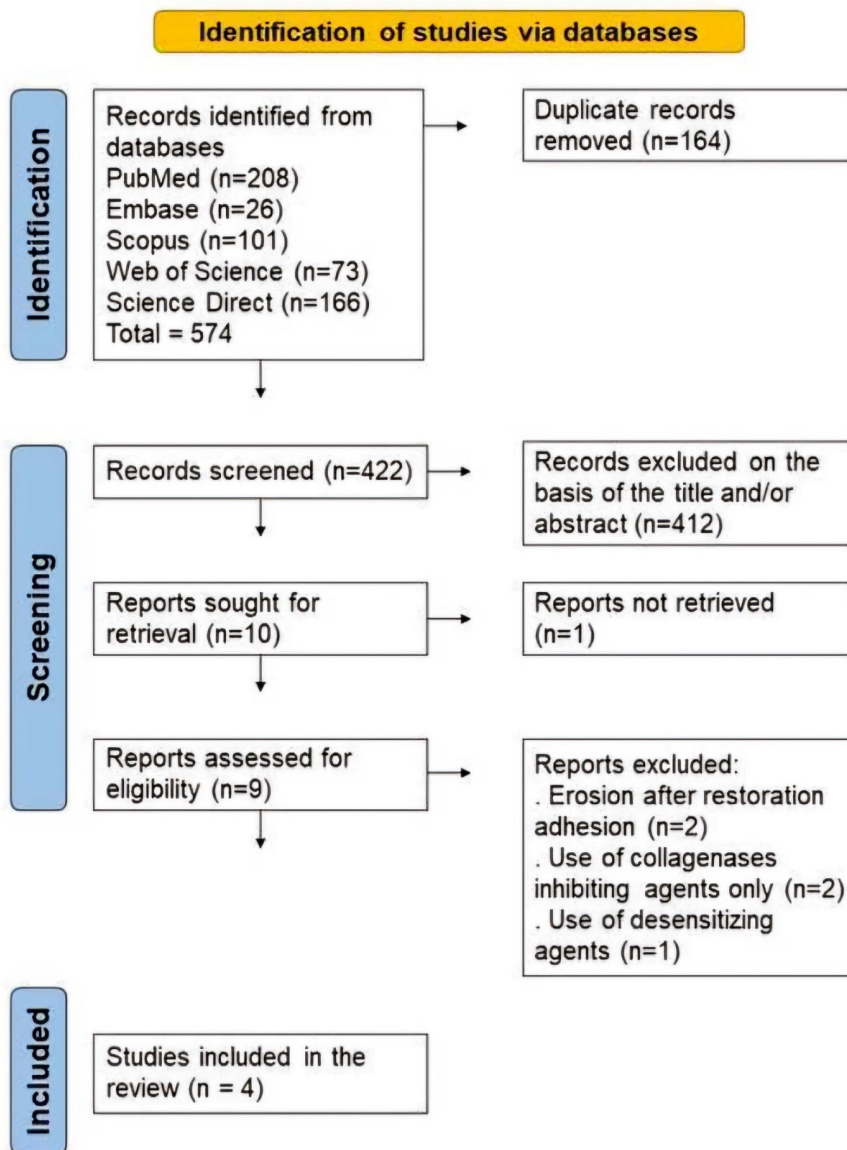 Identification of studies via databases
Identification
Records identified from
databases
PubMed (n=208)
Embase (n=26)
Scopus (n=101)
Web of Science (n=73)
Science Direct (n=166)
Total = 574
Duplicate records
removed (n=164)
Screening
Records screened (n=422)
Records excluded on the
basis of the title and/or
abstract (n=412)
Reports sought for
retrieval (n=10)
Reports not retrieved
(n=1)
Reports assessed for
eligibility (n=9)
Reports excluded:
. Erosion after restoration
adhesion (n=2)
. Use of collagenases
inhibiting agents only (n=2)
. Use of desensitizing
agents (n=1)
Included
Studies included in the
review (n = 4)